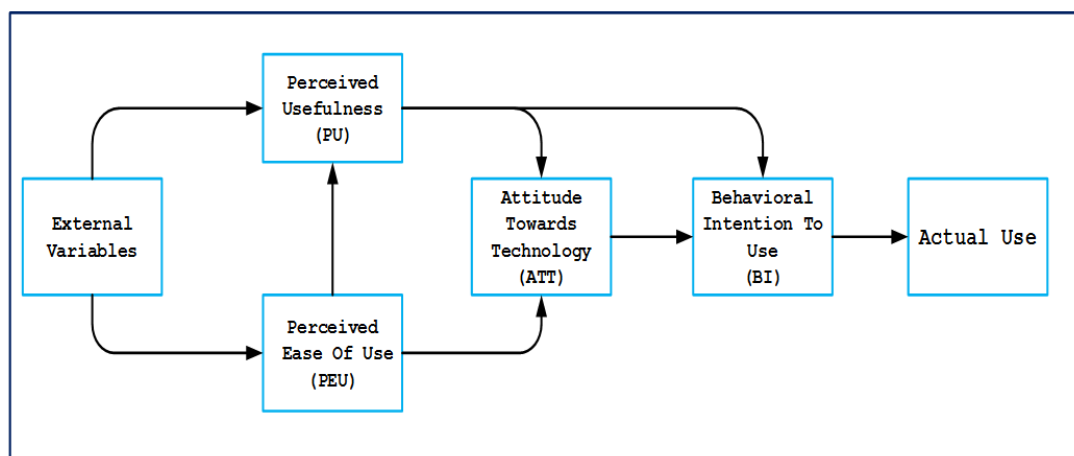 External
Variables
Perceived
Usefulness
(PU)
Perceived
Ease Of Use
(PEU)
Attitude
Towards
Technology
(ATT)
Behavioral
Intention To
Use
(BI)
Actual Use